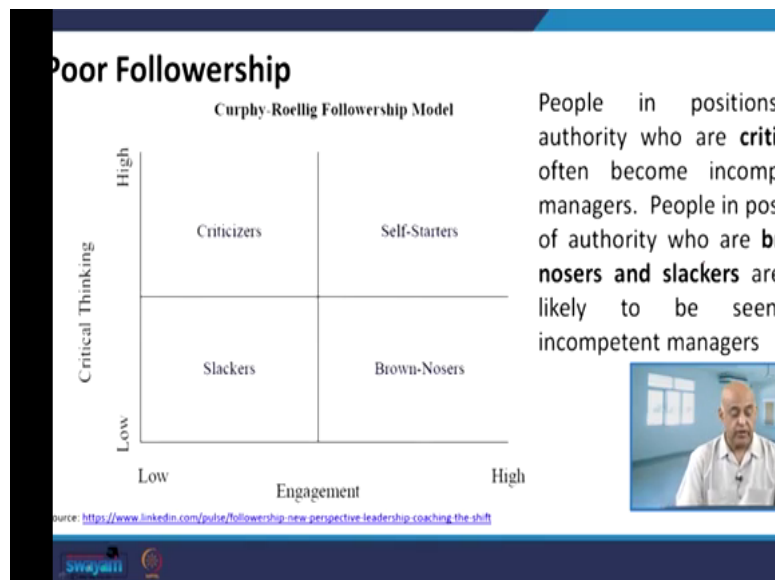 Poor Followership
Curphy-Roellig Followership Model
High
Critical Thinking
Low
Criticizers
Self-Starters
Slackers
Brown-Nosers
Low
High
Engagement
People in positions
authority who are criti
often become incomp
managers. People in pos
of authority who are b
nosers and slackers are
likely to be seen
incompetent managers
ource: https://www.linkedin.com/pulse/followership-new-perspective-leadership-coaching-the-shift
swayam